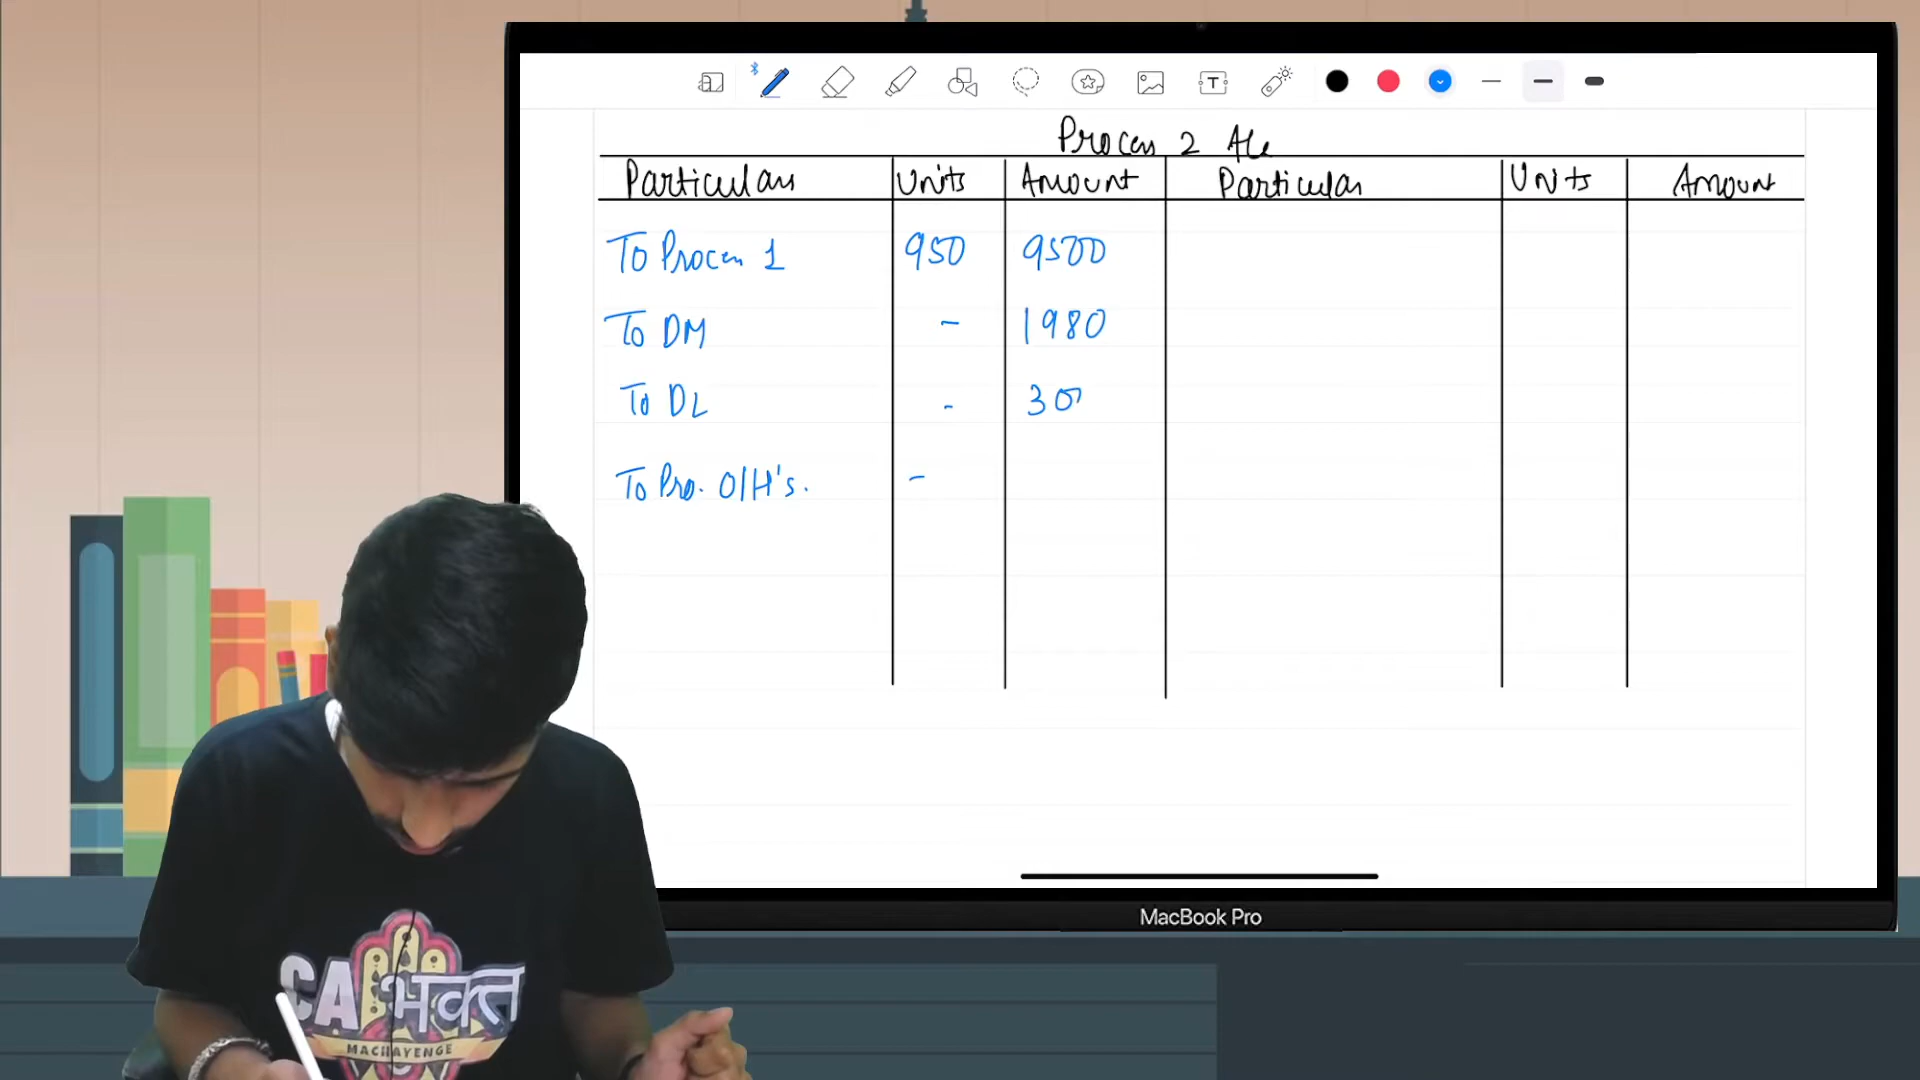 Process 2 A/c
Particulars Units Amount Particulars Units Amount
To Process 1 950 9500
To DM - 1980
To DL - 300
To Pro. O/H's. -
MacBook Pro
CA भक्त
MACHAYENGE